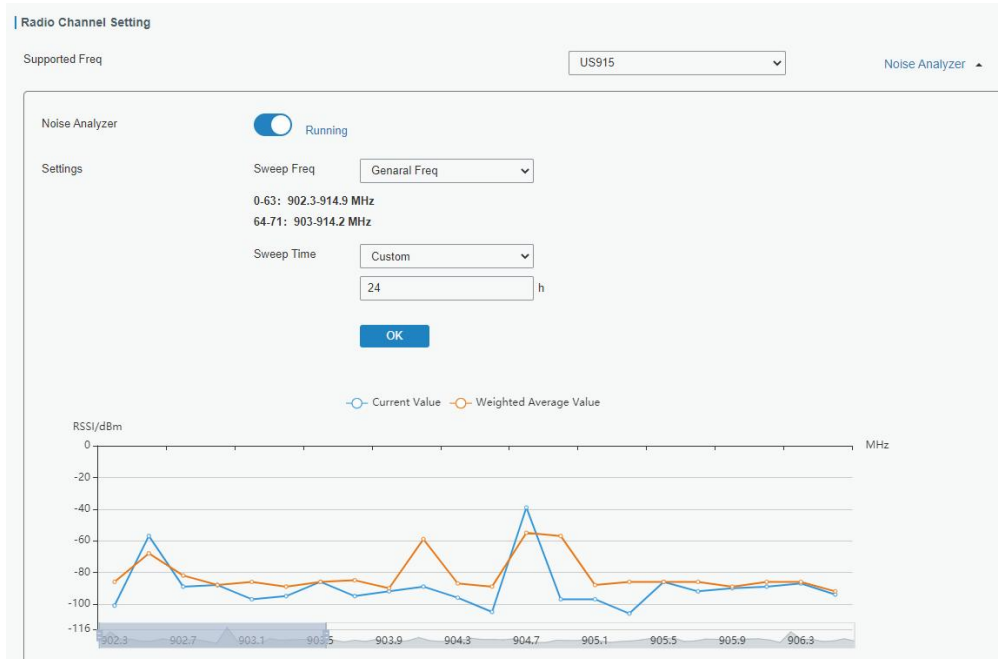 Radio Channel Setting
Supported Freq US915 Noise Analyzer
Noise Analyzer Running
Settings Sweep Freq Genaral Freq
0-63: 902.3-914.9 MHz
64-71: 903-914.2 MHz
Sweep Time Custom
24 h
OK
Current Value Weighted Average Value
RSSI/dBm
0 MHz
-20
-40
-60
-80
-100
-116
902.3 902.7 903.1 903.5 903.9 904.3 904.7 905.1 905.5 905.9 906.3